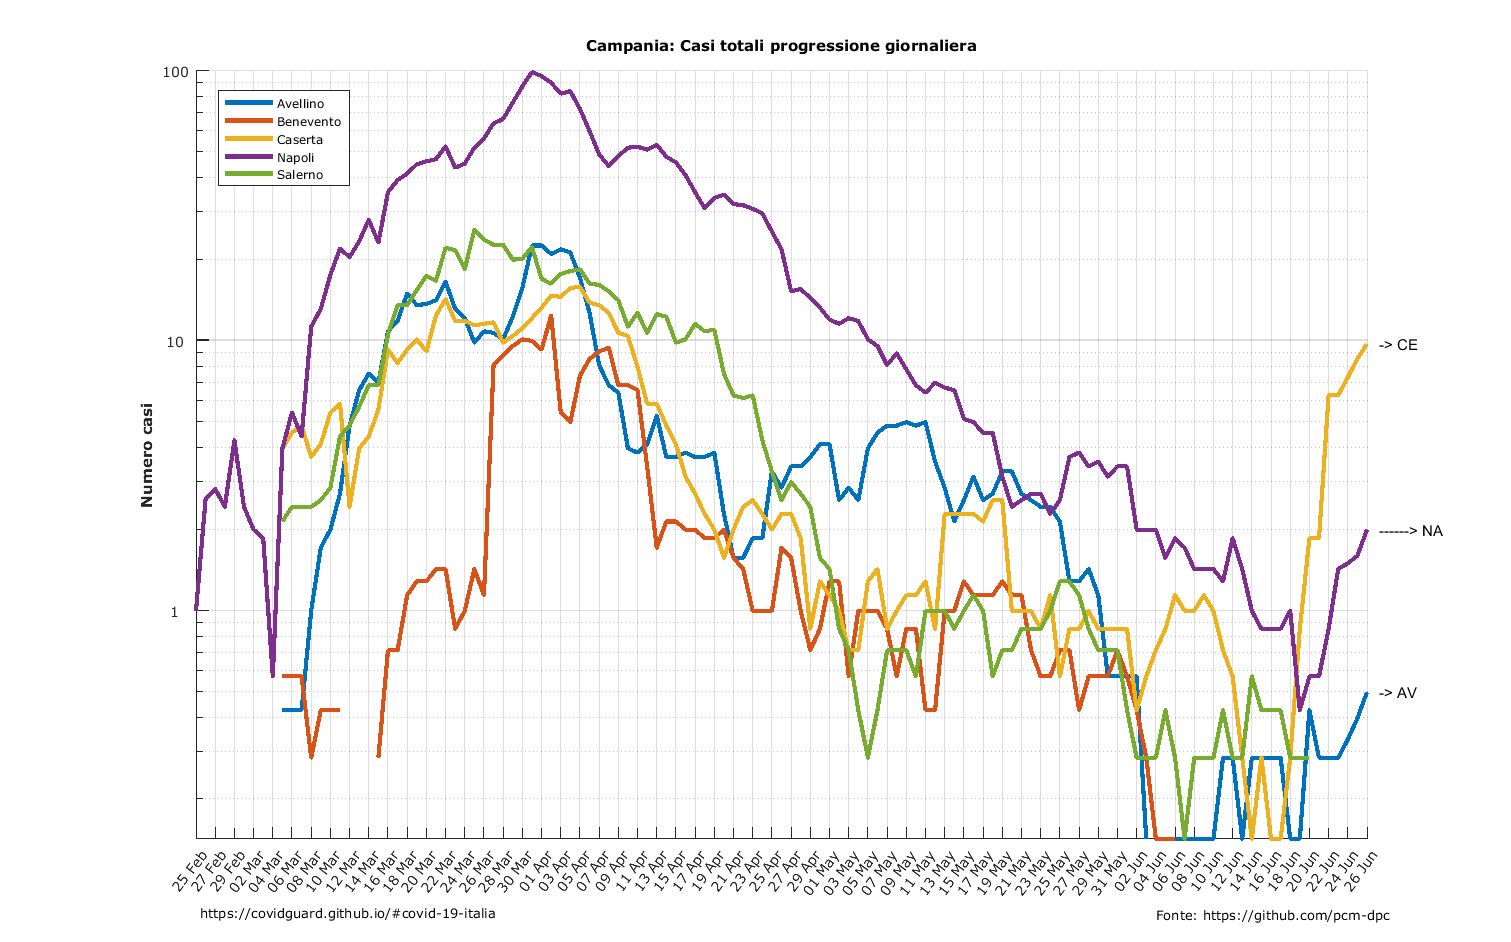 Campania: Casi totali progressione giornaliera
100
10
1
Numero casi
Avellino
Benevento
Caserta
Napoli
Salerno
-> CE
------> NA
-> AV
25 Feb
27 Feb
29 Feb
02 Mar
04 Mar
06 Mar
08 Mar
10 Mar
12 Mar
14 Mar
16 Mar
18 Mar
20 Mar
22 Mar
24 Mar
26 Mar
28 Mar
30 Mar
01 Apr
03 Apr
05 Apr
07 Apr
09 Apr
11 Apr
13 Apr
15 Apr
17 Apr
19 Apr
21 Apr
23 Apr
25 Apr
27 Apr
29 Apr
01 May
03 May
05 May
07 May
09 May
11 May
13 May
15 May
17 May
19 May
21 May
23 May
25 May
27 May
29 May
31 May
02 Jun
04 Jun
06 Jun
08 Jun
10 Jun
12 Jun
14 Jun
16 Jun
18 Jun
20 Jun
22 Jun
24 Jun
26 Jun
https://covidguard.github.io/#covid-19-italia
Fonte: https://github.com/pcm-dpc